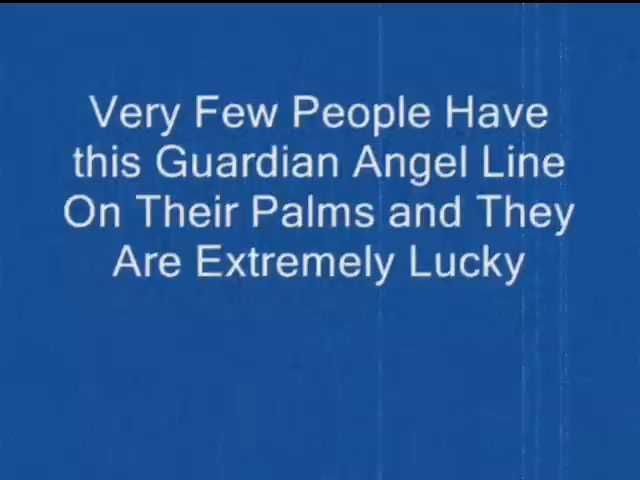 Very Few People Have
this Guardian Angel Line
On Their Palms and They
Are Extremely Lucky